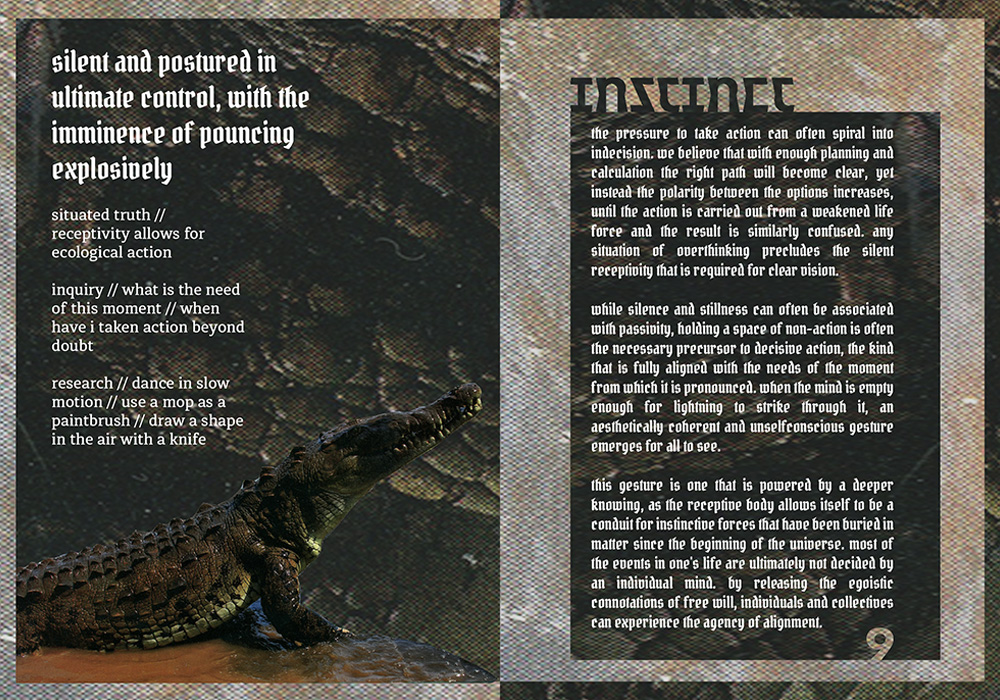 silent and postured in
ultimate control, with the
imminence of pouncing
explosively
situated truth //
receptivity allows for
ecological action
inquiry // what is the need
of this moment // when
have i taken action beyond
doubt
research // dance in slow
motion // use a mop as a
paintbrush // draw a shape
in the air with a knife
INSTINCT
the pressure to take action can often spiral into
indecision. we believe that with enough planning and
calculation the right path will become clear, yet
instead the polarity between the options increases,
until the action is carried out from a weakened life
force and the result is similarly confused. any
situation of overthinking precludes the silent
receptivity that is required for clear vision.
while silence and stillness can often be associated
with passivity, holding a space of non-action is often
the necessary precursor to decisive action, the kind
that is fully aligned with the needs of the moment
from which it is pronounced. when the mind is empty
enough for lightning to strike through it, an
aesthetically coherent and unselfconscious gesture
emerges for all to see.
this gesture is one that is powered by a deeper
knowing, as the receptive body allows itself to be a
conduit for instinctive forces that have been buried in
matter since the beginning of the universe. most of
the events in one's life are ultimately not decided by
an individual mind. by releasing the egoistic
connotations of free will, individuals and collectives
can experience the agency of alignment.
9